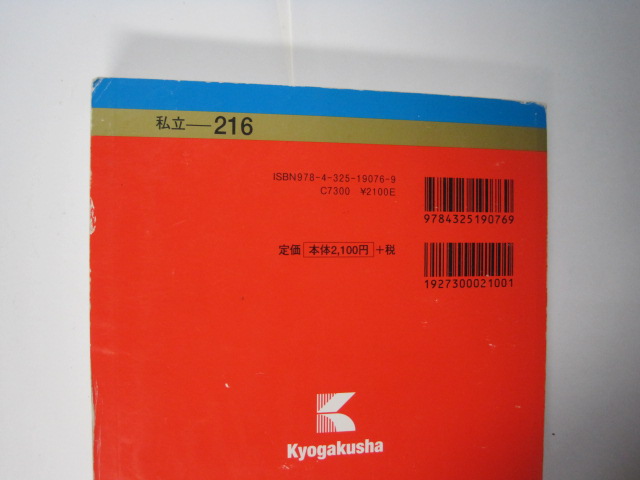 私立——216
ISBN978-4-325-19076-9
C7300 ¥2100E
9784325190769
定価 本体2,100円 +税
1927300021001
Kyogakusha